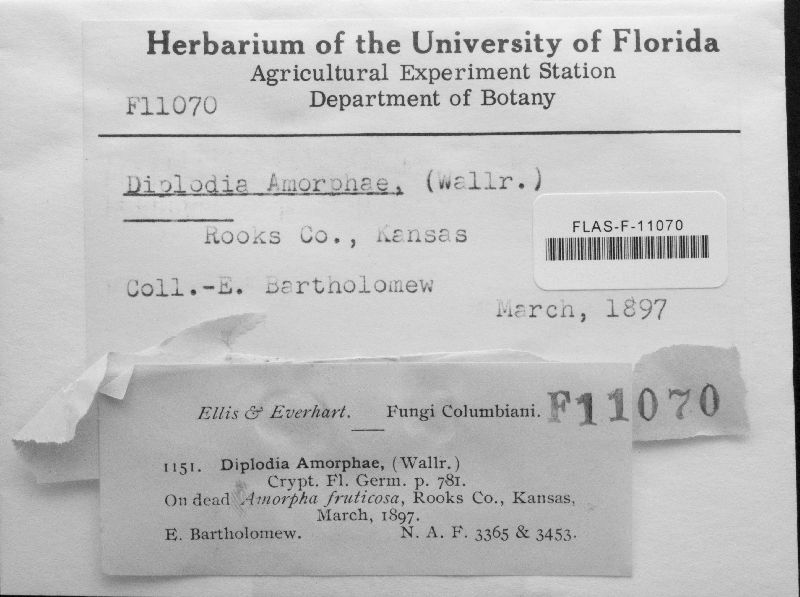 Herbarium of the University of Florida
Agricultural Experiment Station
Department of Botany
F11070
Diplodia Amorphae, (Wallr.)
Rooks Co., Kansas
FLAS-F-11070
Coll.-E. Bartholomew
March, 1897
Ellis & Everhart. Fungi Columbiani. F11070
1151. Diplodia Amorphae, (Wallr.)
Crypt. Fl. Germ. p. 781.
On dead Amorpha fruticosa, Rooks Co., Kansas,
March, 1897.
E. Bartholomew. N. A. F. 3365 & 3453.